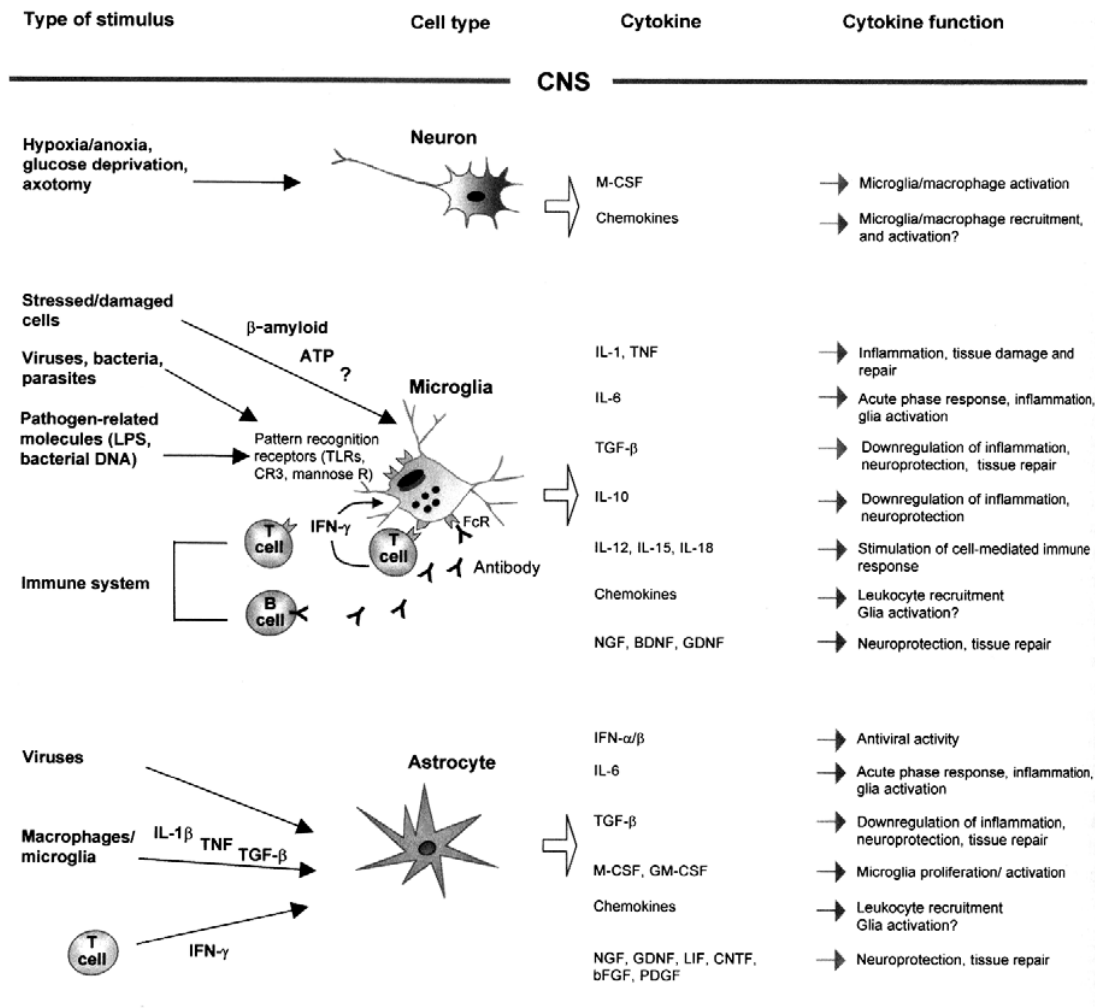 Type of stimulus
Cell type
Cytokine
Cytokine function
CNS
Hypoxia/anoxia,
glucose deprivation,
axotomy
Neuron
M-CSF
Microglia/macrophage activation
Chemokines
Microglia/macrophage recruitment,
and activation?
Stressed/damaged
cells
β-amyloid
ATP
?
Viruses, bacteria,
parasites
Pathogen-related
molecules (LPS,
bacterial DNA)
Pattern recognition
receptors (TLRs,
CR3, mannose R)
Microglia
FcR
IFN-γ
T
cell
T
cell
Antibody
Immune system
B
cell
IL-1, TNF
Inflammation, tissue damage and
repair
IL-6
Acute phase response, inflammation,
glia activation
TGF-β
Downregulation of inflammation,
neuroprotection, tissue repair
IL-10
Downregulation of inflammation,
neuroprotection
IL-12, IL-15, IL-18
Stimulation of cell-mediated immune
response
Chemokines
Leukocyte recruitment
Glia activation?
NGF, BDNF, GDNF
Neuroprotection, tissue repair
Viruses
Macrophages/
microglia
IL-1β
TNF
TGF-β
T
cell
IFN-γ
Astrocyte
IFN-α/β
Antiviral activity
IL-6
Acute phase response, inflammation,
glia activation
TGF-β
Downregulation of inflammation,
neuroprotection, tissue repair
M-CSF, GM-CSF
Microglia proliferation/ activation
Chemokines
Leukocyte recruitment
Glia activation?
NGF, GDNF, LIF, CNTF,
bFGF, PDGF
Neuroprotection, tissue repair